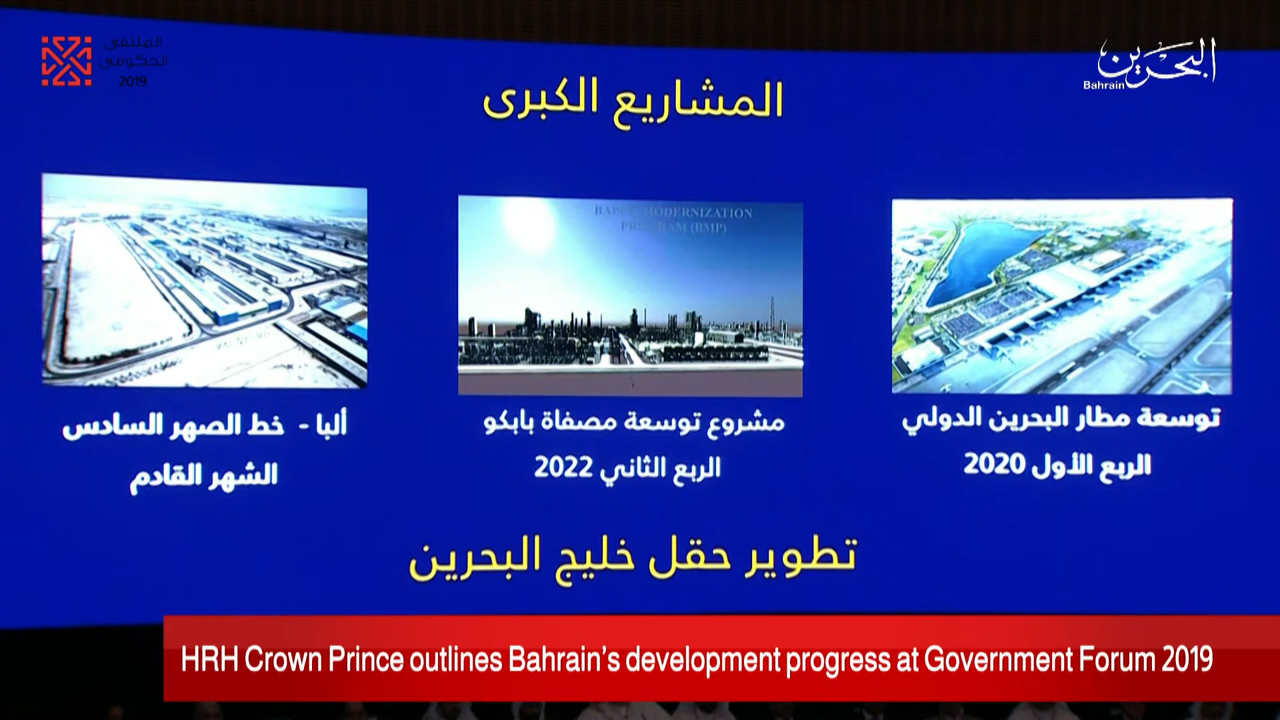 الملتقى
الحكومي
2019
البحرين
Bahrain
المشاريع الكبرى
BAPCO MODERNIZATION
PROGRAM (BMP)
توسعة مطار البحرين الدولي
الربع الأول 2020
مشروع توسعة مصفاة بابكو
الربع الثاني 2022
ألبا - خط الصهر السادس
الشهر القادم
تطوير حقل خليج البحرين
HRH Crown Prince outlines Bahrain's development progress at Government Forum 2019